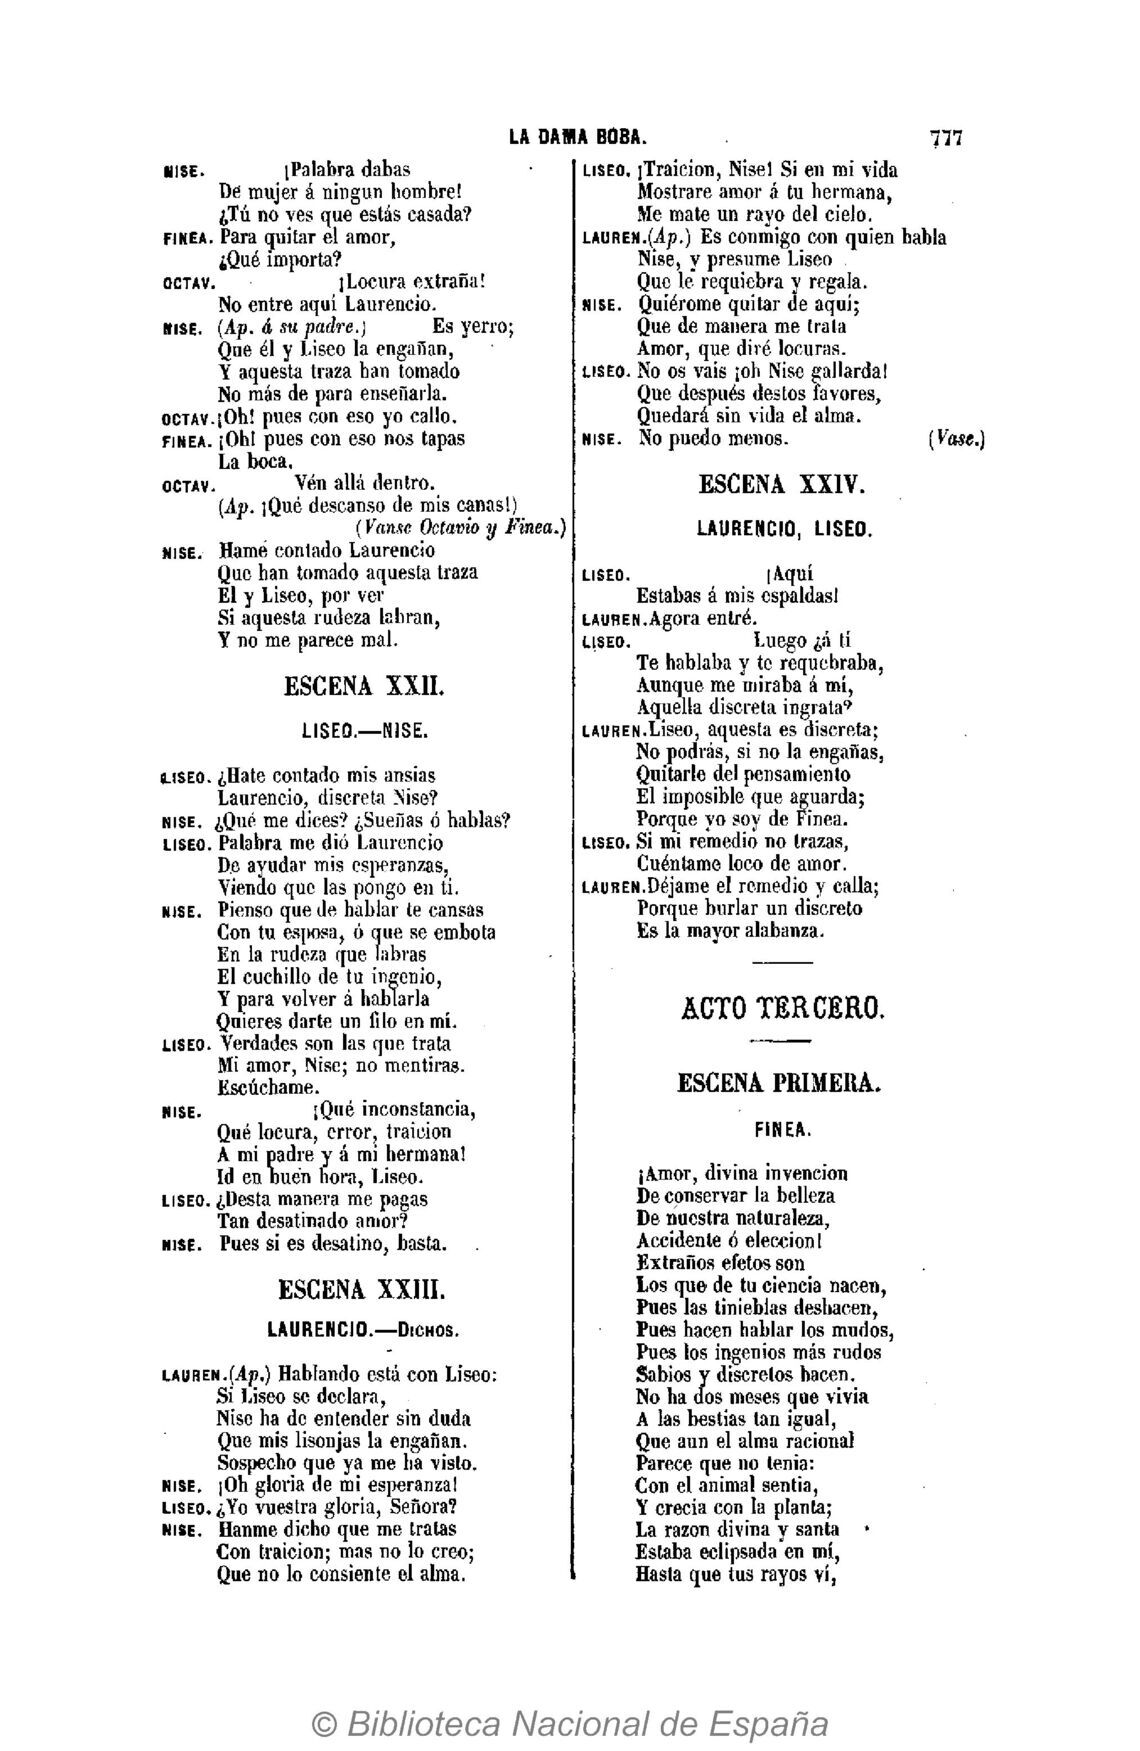 LA DAMA BOBA. 777
NISE. ¡Palabra dabas
De mujer á ningun hombre!
¿Tú no ves que estás casada?
FINEA. Para quitar el amor,
¿Qué importa?
OCTAV. ¡Locura extraña!
No entre aquí Laurencio.
NISE. (Ap. á su padre.) Es yerro;
Que él y Liseo la engañan,
Y aquesta traza han tomado
No más de para enseñarla.
OCTAV. ¡Oh! pues con eso yo callo.
FINEA. ¡Oh! pues con eso nos tapas
La boca.
OCTAV. Vén allá dentro.
(Ap. ¡Qué descanso de mis canas!)
(Vanse Octavio y Finea.)
NISE. Hame contado Laurencio
Que han tomado aquesta traza
El y Liseo, por ver
Si aquesta rudeza labran,
Y no me parece mal.
ESCENA XXII.
LISEO.—NISE.
LISEO. ¿Hate contado mis ansias
Laurencio, discreta Nise?
NISE. ¿Qué me dices? ¿Sueñas ó hablas?
LISEO. Palabra me dió Laurencio
De ayudar mis esperanzas,
Viendo que las pongo en ti.
NISE. Pienso que de hablar te cansas
Con tu esposa, ó que se embota
En la rudeza que labras
El cuchillo de tu ingenio,
Y para volver á hablarla
Quieres darte un filo en mí.
LISEO. Verdades son las que trata
Mi amor, Nise; no mentiras.
Escúchame.
NISE. ¡Qué inconstancia,
Qué locura, error, traicion
A mi padre y á mi hermana!
Id en buen hora, Liseo.
LISEO. ¿Desta manera me pagas
Tan desatinado amor?
NISE. Pues si es desatino, basta.
ESCENA XXIII.
LAURENCIO.—DICHOS.
LAUREN. (Ap.) Hablando está con Liseo:
Si Liseo se declara,
Nise ha de entender sin duda
Que mis lisonjas la engañan.
Sospecho que ya me ha visto.
NISE. ¡Oh gloria de mi esperanza!
LISEO. ¿Yo vuestra gloria, Señora?
NISE. Hanme dicho que me tratas
Con traicion; mas no lo creo;
Que no lo consiente el alma.
LISEO. ¡Traicion, Nise! Si en mi vida
Mostrare amor á tu hermana,
Me mate un rayo del cielo.
LAUREN. (Ap.) Es conmigo con quien habla
Nise, y presume Liseo
Que le requiebra y regala.
NISE. Quiérome quitar de aquí;
Que de manera me trata
Amor, que diré locuras.
LISEO. No os vais ¡oh Nise gallarda!
Que después destos favores,
Quedará sin vida el alma.
NISE. No puedo menos. (Vase.)
ESCENA XXIV.
LAURENCIO, LISEO.
LISEO. ¡Aquí
Estabas á mis espaldas!
LAUREN. Agora entré.
LISEO. Luego ¿á tí
Te hablaba y te requebraba,
Aunque me miraba á mí,
Aquella discreta ingrata?
LAUREN. Liseo, aquesta es discreta;
No podrás, si no la engañas,
Quitarle del pensamiento
El imposible que aguarda;
Porque yo soy de Finea.
LISEO. Si mi remedio no trazas,
Cuéntame loco de amor.
LAUREN. Déjame el remedio y calla;
Porque burlar un discreto
Es la mayor alabanza.
ACTO TERCERO.
ESCENA PRIMERA.
FINEA.
¡Amor, divina invencion
De conservar la belleza
De nuestra naturaleza,
Accidente ó eleccion!
Extraños efetos son
Los que de tu ciencia nacen,
Pues las tinieblas deshacen,
Pues hacen hablar los mudos,
Pues los ingenios más rudos
Sabios y discretos hacen.
No ha dos meses que vivia
A las bestias tan igual,
Que aun el alma racional
Parece que no tenia:
Con el animal sentia,
Y crecia con la planta;
La razon divina y santa
Estaba eclipsada en mí,
Hasta que tus rayos ví,
© Biblioteca Nacional de España